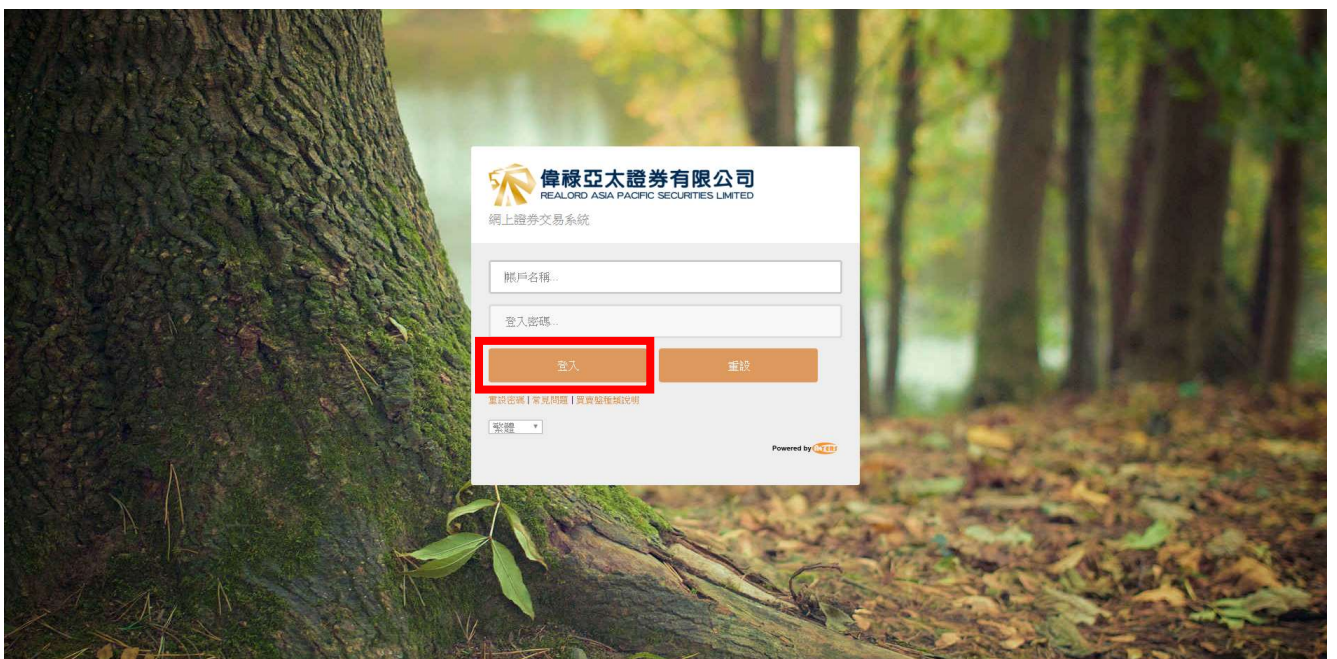 偉祿亞太證券有限公司
REALORD ASIA PACIFIC SECURITIES LIMITED
網上證券交易系統
帳戶名稱...
登入密碼...
登入 重設
重設密碼 | 常見問題 | 買賣盤種類說明
繁體
Powered by